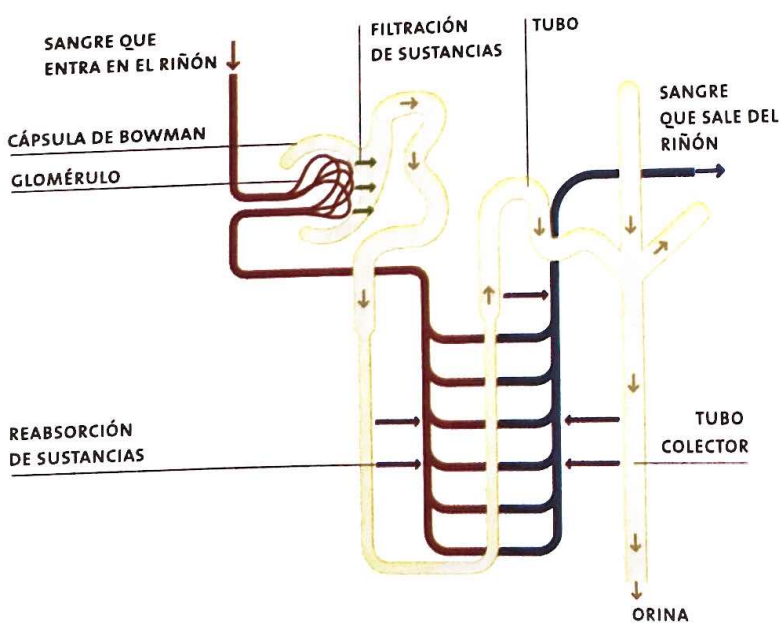 SANGRE QUE
ENTRA EN EL RIÑÓN
FILTRACIÓN
DE SUSTANCIAS
TUBO
SANGRE
QUE SALE DEL
RIÑÓN
CÁPSULA DE BOWMAN
GLOMÉRULO
REABSORCIÓN
DE SUSTANCIAS
TUBO
COLECTOR
ORINA